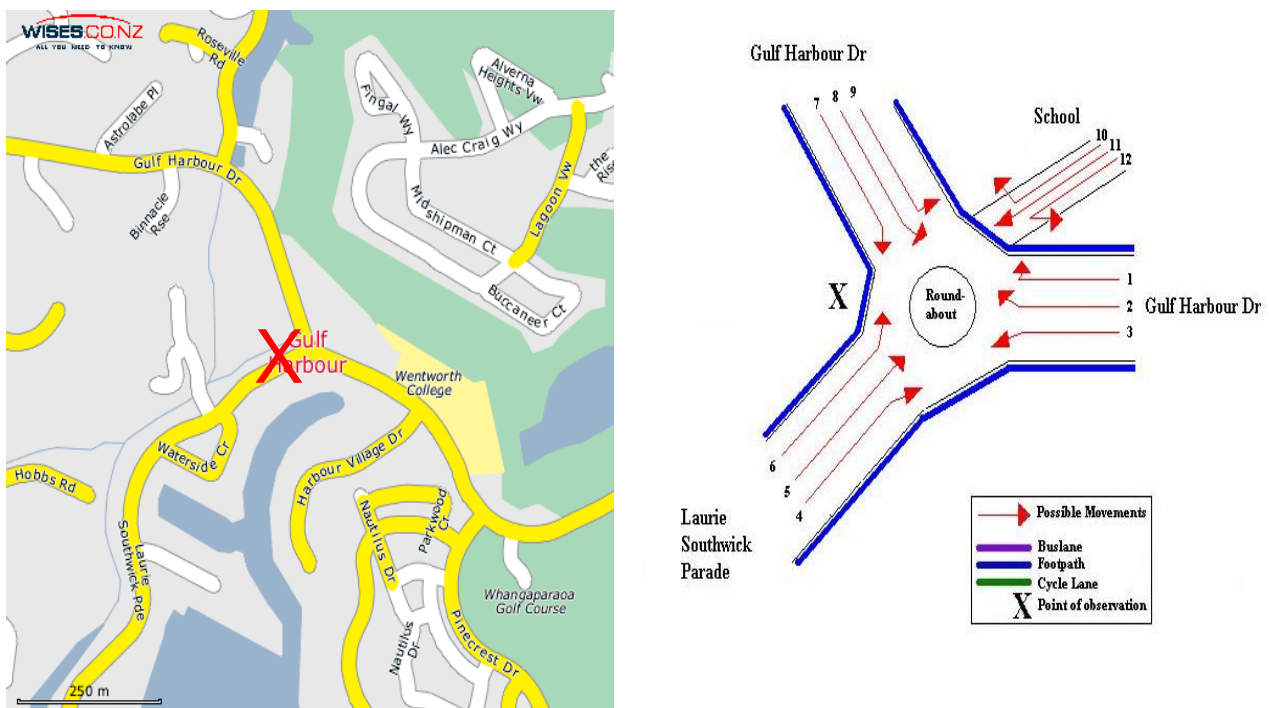 WISES.CO.NZ
ALL YOU NEED TO KNOW
Roseville
Rd
Astrolabe Pl
Gulf Harbour Dr
Binnacle
Rse
Fingal Wy
Alverna
Heights Vw
Alec Craig Wy
the
Rise
Lagoon Vw
Midshipman Ct
Buccaneer Ct
Gulf
Harbour
X
Wentworth
College
Waterside Cr
Harbour Village Dr
Hobbs Rd
Laurie
Southwick Pde
Nautilus Dr
Parkwood
Cr
Whangaparaoa
Golf Course
Nautilus
Dr
Pinecrest Dr
250 m
Gulf Harbour Dr
7 8 9
School
10
11
12
X
Round-
about
1
2
3
Gulf Harbour Dr
6
5
4
Laurie
Southwick
Parade
Possible Movements
Buslane
Footpath
Cycle Lane
X Point of observation